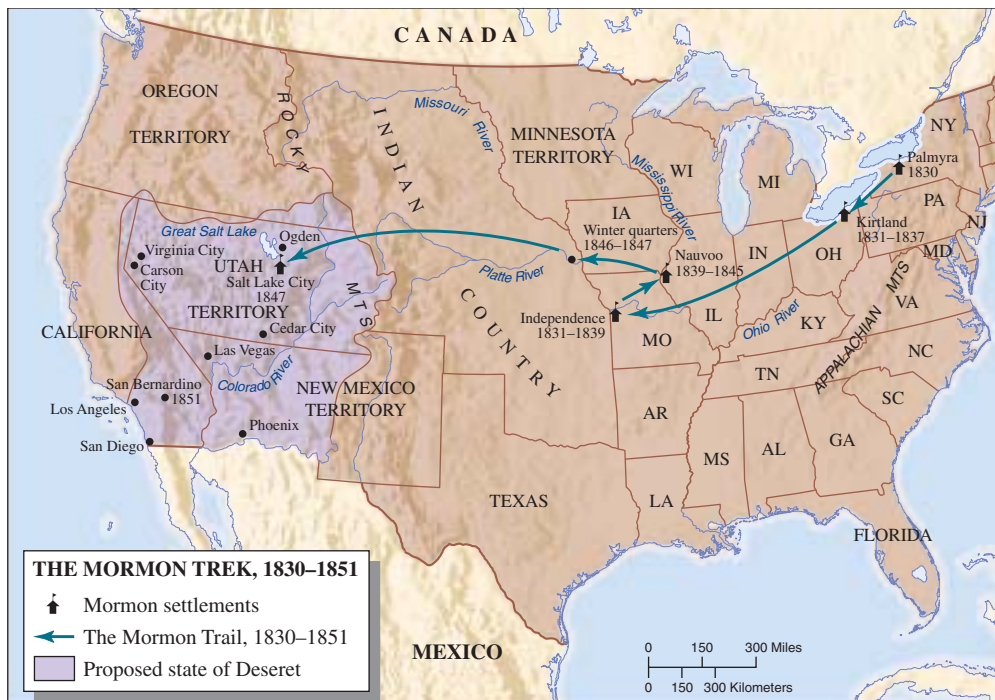 CANADA
OREGON
TERRITORY
ROCKY
MTS
INDIAN
COUNTRY
Missouri
River
MINNESOTA
TERRITORY
Mississippi River
WI
MI
NY
Palmyra
1830
PA
NJ
MD
Kirtland
1831–1837
OH
IN
IL
IA
Winter quarters
1846–1847
Nauvoo
1839–1845
Great Salt Lake
Ogden
Virginia City
Carson
City
UTAH
Salt Lake City
1847
TERRITORY
Cedar City
Platte River
Independence
1831–1839
MO
Ohio River
KY
VA
APPALACHIAN MTS
CALIFORNIA
Las Vegas
Colorado River
San Bernardino
1851
Los Angeles
San Diego
Phoenix
NEW MEXICO
TERRITORY
TN
NC
SC
AR
MS
AL
GA
TEXAS
LA
FLORIDA
MEXICO
THE MORMON TREK, 1830–1851
Mormon settlements
The Mormon Trail, 1830–1851
Proposed state of Deseret
0 150 300 Miles
0 150 300 Kilometers